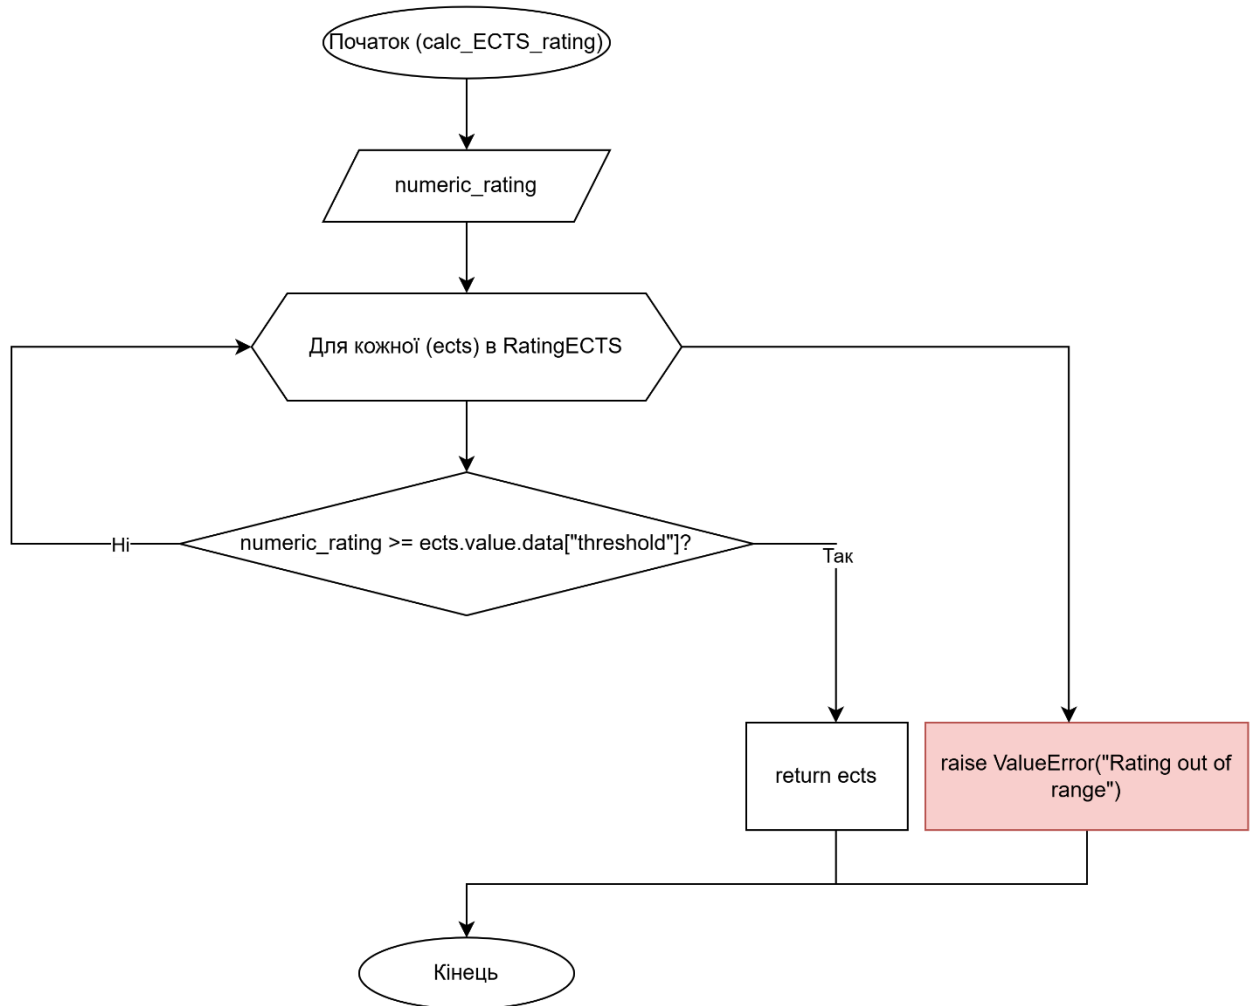 Початок (calc_ECTS_rating)
numeric_rating
Для кожної (ects) в RatingECTS
numeric_rating >= ects.value.data["threshold"]?
Ні
Так
return ects
raise ValueError("Rating out of
range")
Кінець